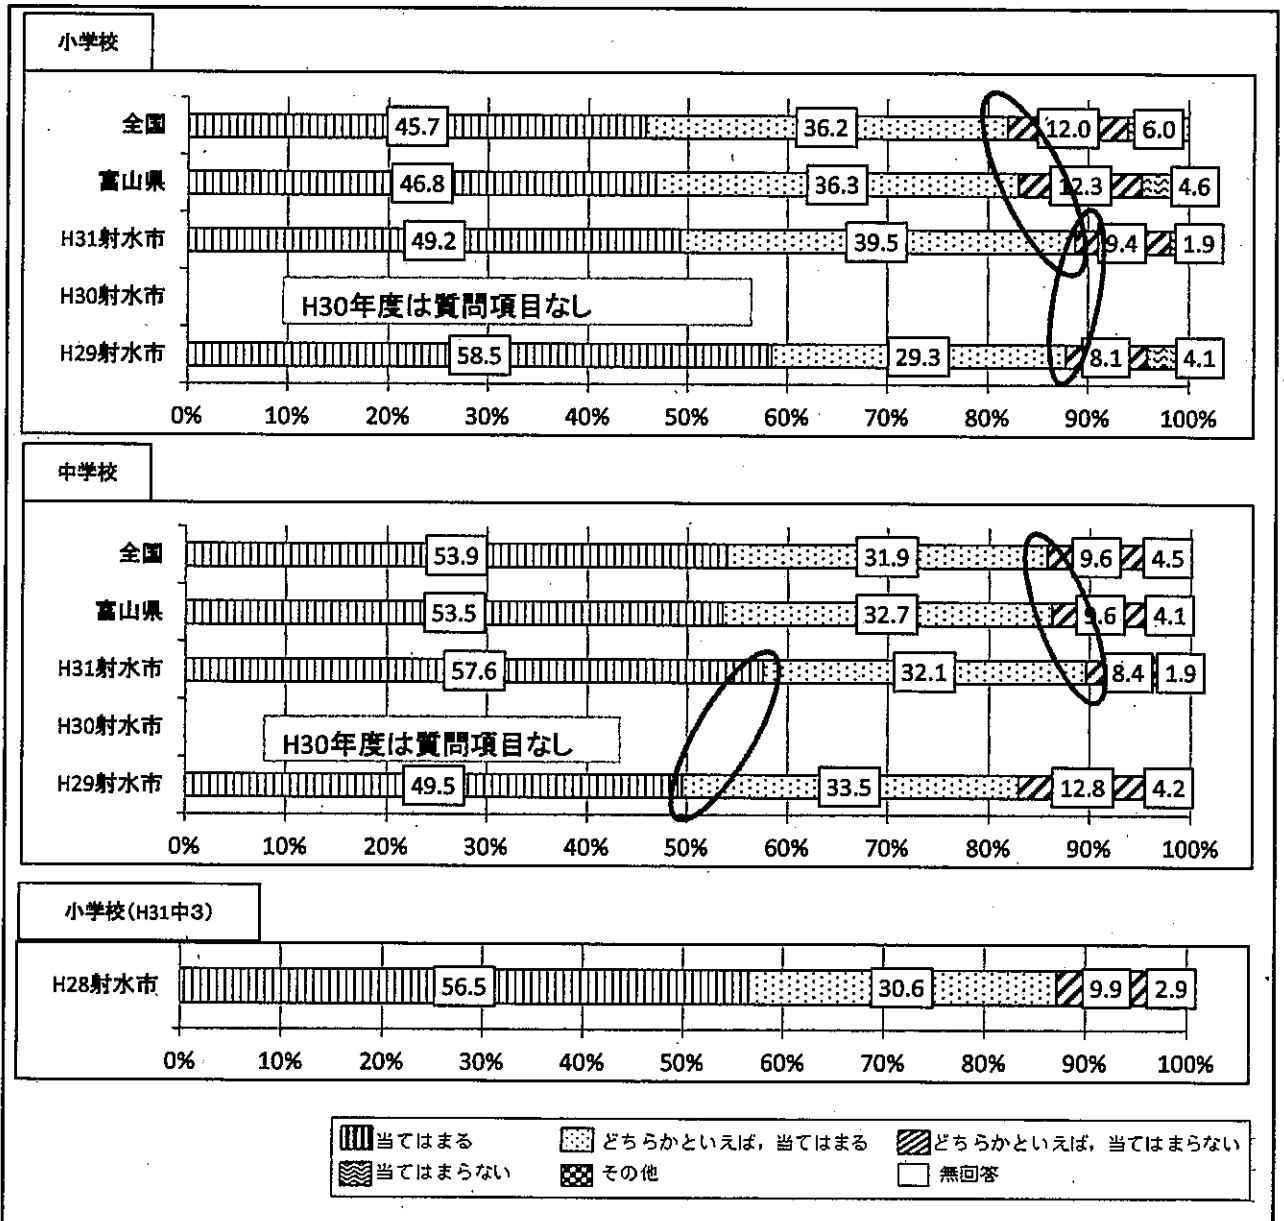 小学校
全国 45.7 36.2 12.0 6.0
富山県 46.8 36.3 12.3 4.6
H31射水市 49.2 39.5 9.4 1.9
H30射水市 H30年度は質問項目なし
H29射水市 58.5 29.3 8.1 4.1
0% 10% 20% 30% 40% 50% 60% 70% 80% 90% 100%
中学校
全国 53.9 31.9 9.6 4.5
富山県 53.5 32.7 9.6 4.1
H31射水市 57.6 32.1 8.4 1.9
H30射水市 H30年度は質問項目なし
H29射水市 49.5 33.5 12.8 4.2
0% 10% 20% 30% 40% 50% 60% 70% 80% 90% 100%
小学校(H31中3)
H28射水市 56.5 30.6 9.9 2.9
0% 10% 20% 30% 40% 50% 60% 70% 80% 90% 100%
当てはまる どちらかといえば，当てはまる どちらかといえば，当てはまらない
当てはまらない その他 無回答